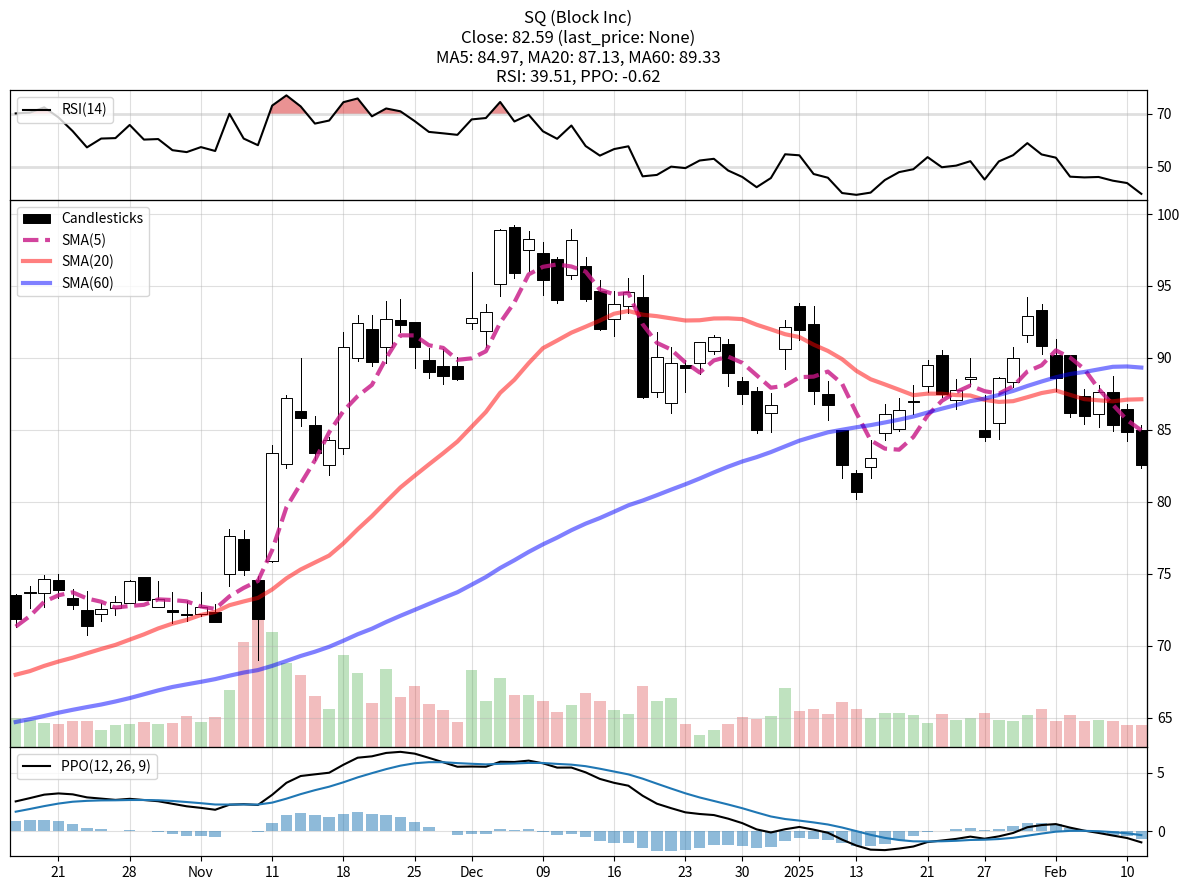 SQ (Block Inc)
Close: 82.59 (last_price: None)
MA5: 84.97, MA20: 87.13, MA60: 89.33
RSI: 39.51, PPO: -0.62
RSI(14)
70
50
Candlesticks
SMA(5)
SMA(20)
SMA(60)
100
95
90
85
80
75
70
65
PPO(12, 26, 9)
5
0
21 28 Nov 11 18 25 Dec 09 16 23 30 2025 13 21 27 Feb 10